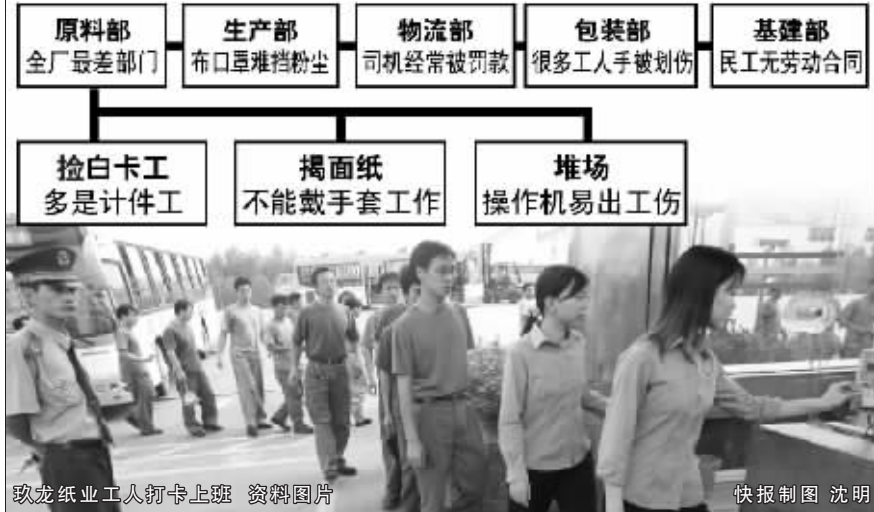 原料部
全厂最差部门
生产部
布口罩难挡粉尘
物流部
司机经常被罚款
包装部
很多工人手被划伤
基建部
民工无劳动合同
捡白卡工
多是计件工
揭面纸
不能戴手套工作
堆场
操作机易出工伤
玖龙纸业工人打卡上班 资料图片
快报制图 沈明